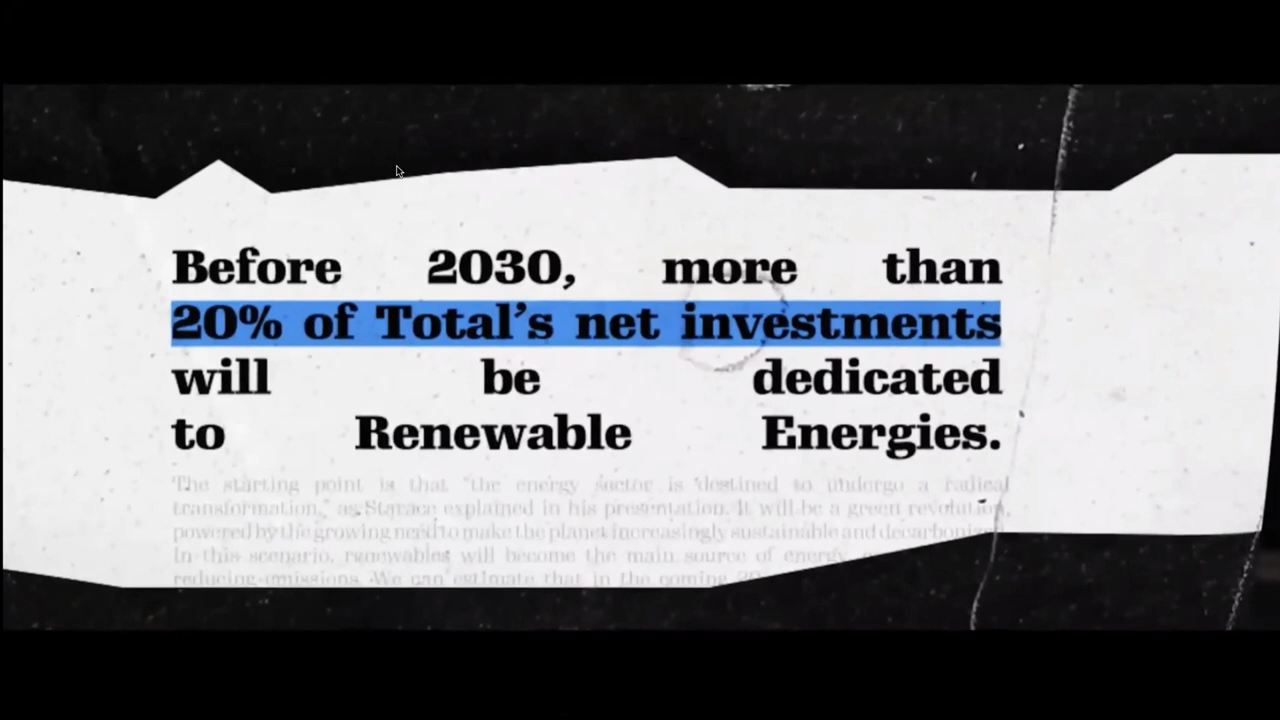 Before 2030, more than
20% of Total’s net investments
will be dedicated
to Renewable Energies.
The starting point is that "the energy sector is destined to undergo a radical
transformation," as Starace explained in his presentation. It will be a green revolution,
powered by the growing need to make the planet increasingly sustainable and
In this scenario, renewables will become the main source of energy,
reducing emissions. We can estimate that in the coming